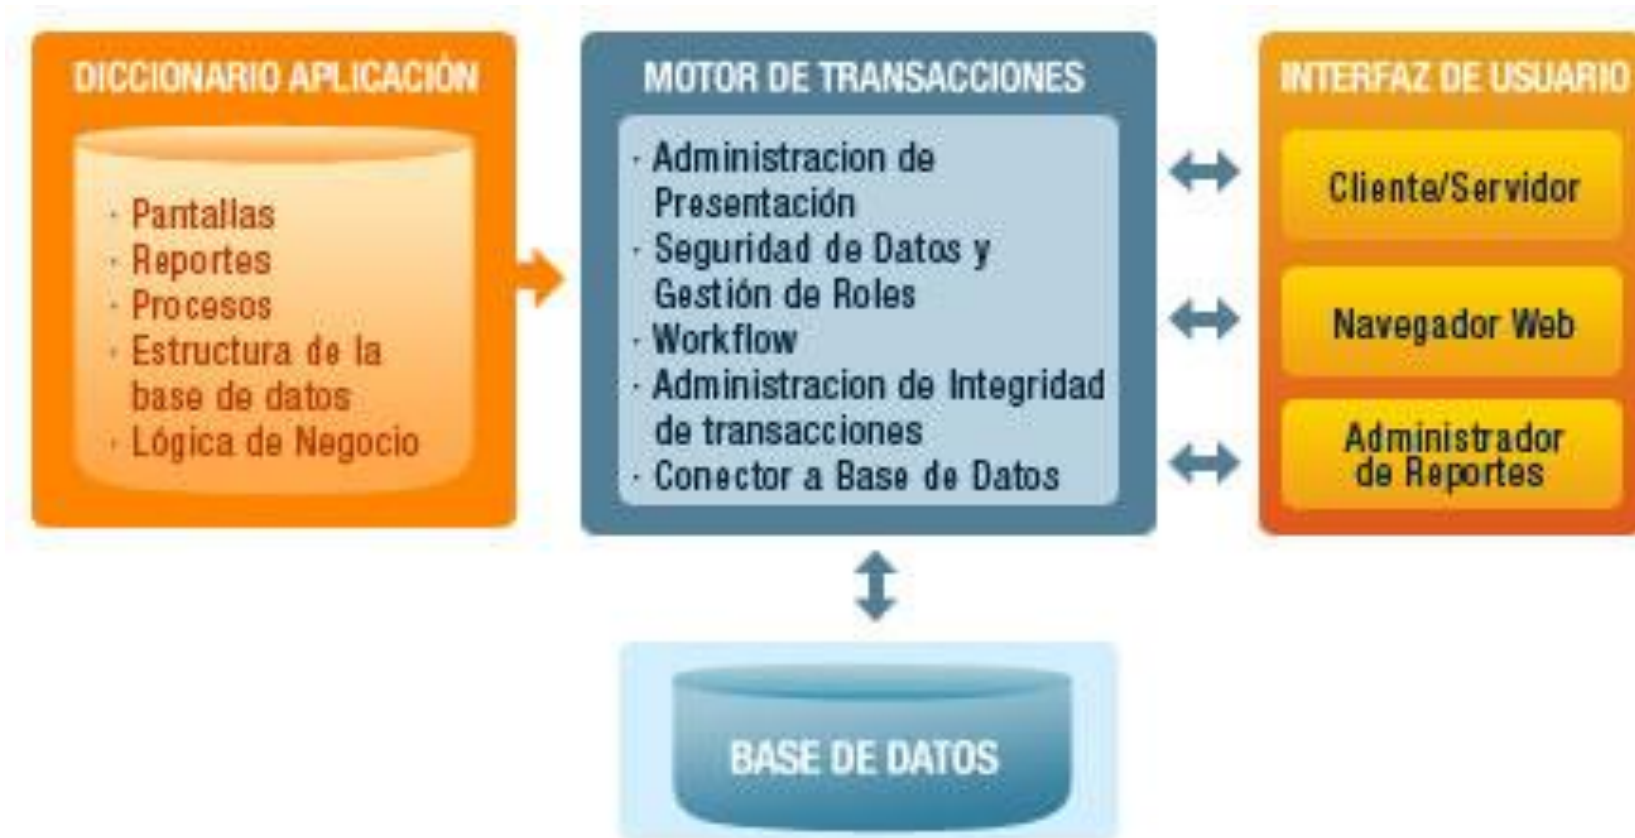 DICCIONARIO APLICACIÓN
· Pantallas
· Reportes
· Procesos
· Estructura de la
base de datos
· Lógica de Negocio
MOTOR DE TRANSACCIONES
· Administracion de
Presentación
· Seguridad de Datos y
Gestión de Roles
· Workflow
· Administracion de Integridad
de transacciones
· Conector a Base de Datos
INTERFAZ DE USUARIO
Cliente/Servidor
Navegador Web
Administrador
de Reportes
BASE DE DATOS